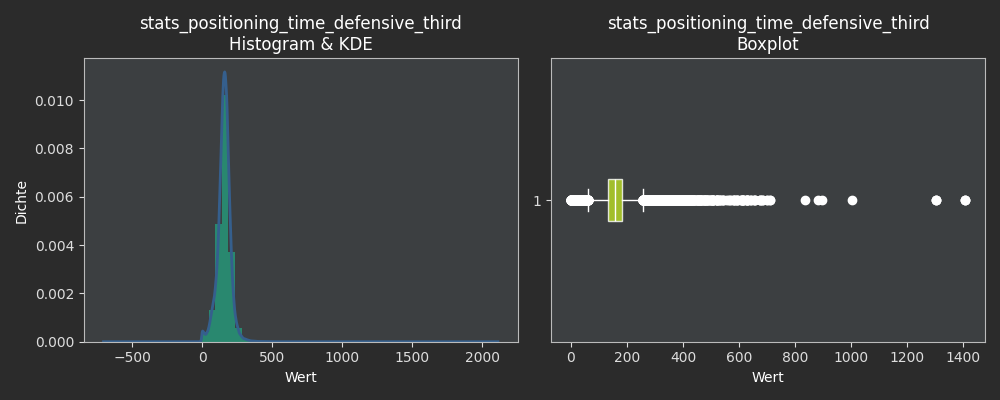 stats_positioning_time_defensive_third
Histogram & KDE
0.010
0.008
0.006
0.004
0.002
0.000
Dichte
−500 0 500 1000 1500 2000
Wert
stats_positioning_time_defensive_third
Boxplot
1
0 200 400 600 800 1000 1200 1400
Wert